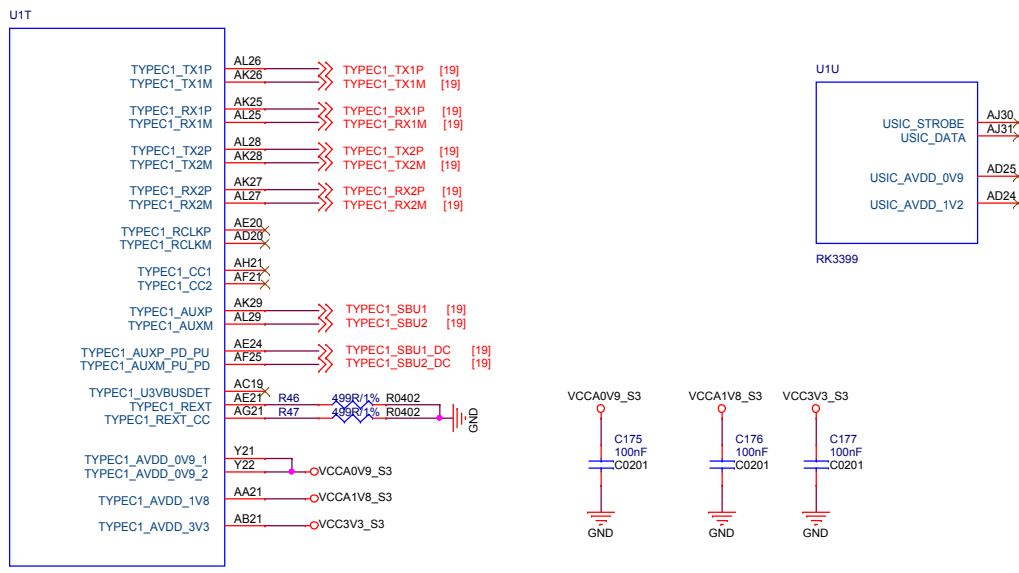 U1T
TYPEC1_TX1P AL26 TYPEC1_TX1P [19]
TYPEC1_TX1M AK26 TYPEC1_TX1M [19]
TYPEC1_RX1P AK25 TYPEC1_RX1P [19]
TYPEC1_RX1M AL25 TYPEC1_RX1M [19]
TYPEC1_TX2P AL28 TYPEC1_TX2P [19]
TYPEC1_TX2M AK28 TYPEC1_TX2M [19]
TYPEC1_RX2P AK27 TYPEC1_RX2P [19]
TYPEC1_RX2M AL27 TYPEC1_RX2M [19]
TYPEC1_RCLKP AE20
TYPEC1_RCLKM AD20
TYPEC1_CC1 AH21
TYPEC1_CC2 AF21
TYPEC1_AUXP AK29 TYPEC1_SBU1 [19]
TYPEC1_AUXM AL29 TYPEC1_SBU2 [19]
TYPEC1_AUXP_PD_PU AE24 TYPEC1_SBU1_DC [19]
TYPEC1_AUXM_PU_PD AF25 TYPEC1_SBU2_DC [19]
TYPEC1_U3VBUSDET AC19
TYPEC1_REXT AE21 R46 499R/1% R0402
TYPEC1_REXT_CC AG21 R47 499R/1% R0402
GND
TYPEC1_AVDD_0V9_1 Y21
TYPEC1_AVDD_0V9_2 Y22 VCCA0V9_S3
TYPEC1_AVDD_1V8 AA21 VCCA1V8_S3
TYPEC1_AVDD_3V3 AB21 VCC3V3_S3
U1U
USIC_STROBE AJ30
USIC_DATA AJ31
USIC_AVDD_0V9 AD25
USIC_AVDD_1V2 AD24
RK3399
VCCA0V9_S3 VCCA1V8_S3 VCC3V3_S3
C175 C176 C177
100nF 100nF 100nF
C0201 C0201 C0201
GND GND GND